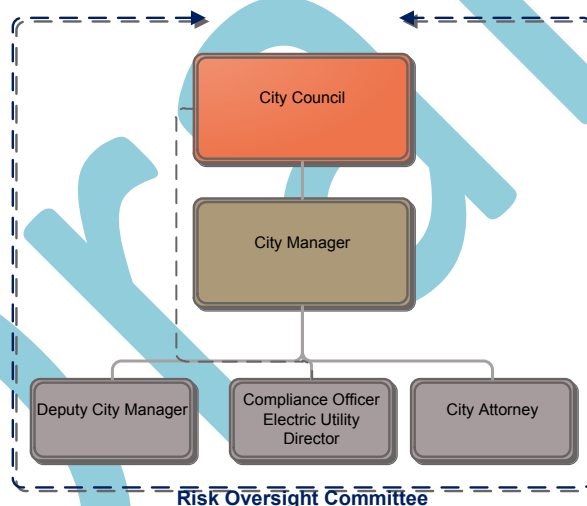 City Council
City Manager
Deputy City Manager
Compliance Officer
Electric Utility
Director
City Attorney
Risk Oversight Committee